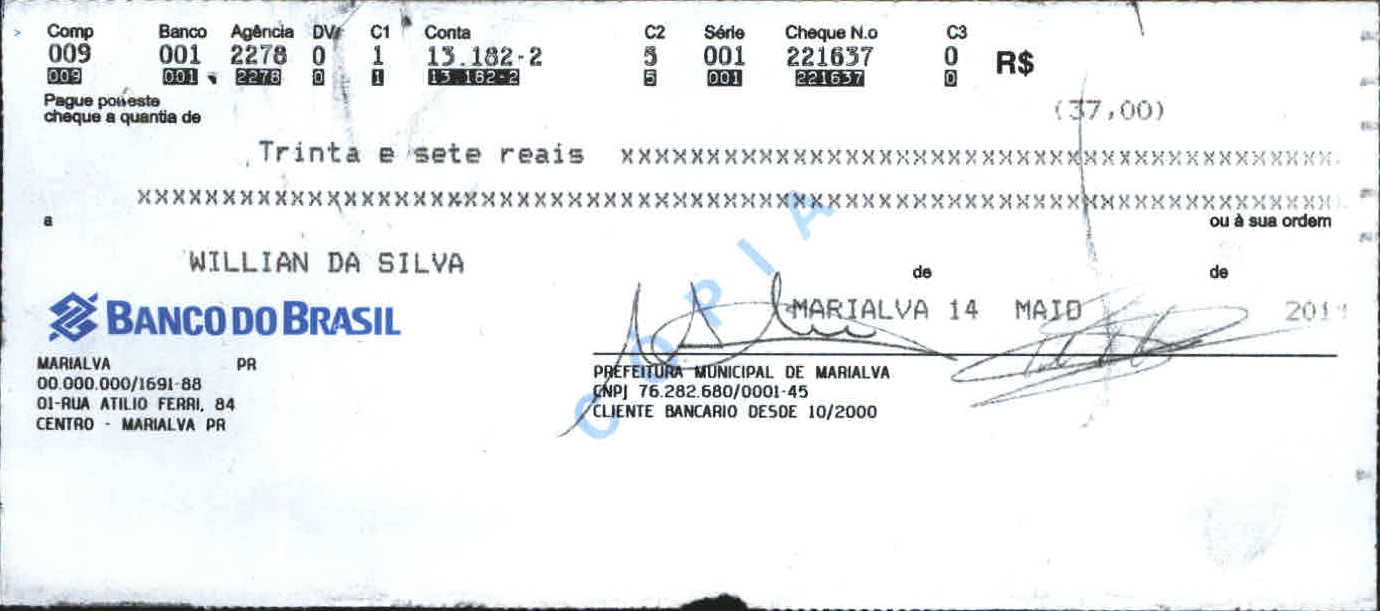 Comp Banco Agência DV C1 Conta C2 Série Cheque N.o C3
009 001 2278 0 1 13.182-2 5 001 221637 0 R$
009 001 2278 0 1 13.182-2 5 001 221637 0
Pague por este
cheque a quantia de
(37,00)
Trinta e sete reais xxxxxxxxxxxxxxxxxxxxxxxxxxxxxxxxxxxxxxxxxx
xxxxxxxxxxxxxxxxxxxxxxxxxxxxxxxxxxxxxxxxxxxxxxxxxxxxxxxxxxxxxxxxxxxxxx
a ou à sua ordem
WILLIAN DA SILVA
de de
MARIALVA 14 MAIO
BANCO DO BRASIL
MARIALVA PR
00.000.000/1691-88
01-RUA ATILIO FERRI, 84
CENTRO - MARIALVA PR
PREFEITURA MUNICIPAL DE MARIALVA
CNPJ 76.282.680/0001-45
CLIENTE BANCARIO DESDE 10/2000
COPIA